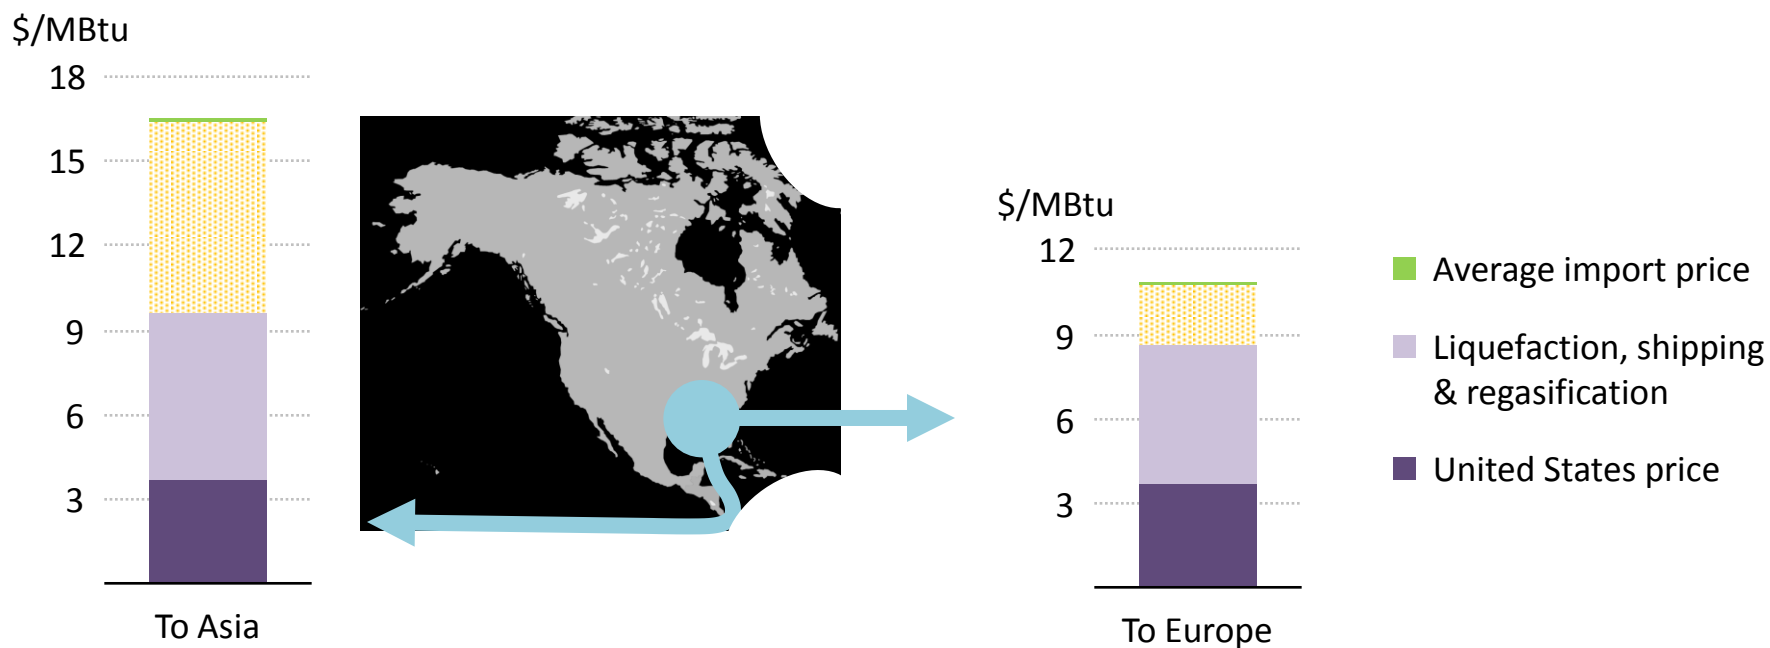 $/MBtu
18
15
12
9
6
3
To Asia
$/MBtu
12
9
6
3
To Europe
Average import price
Liquefaction, shipping
& regasification
United States price